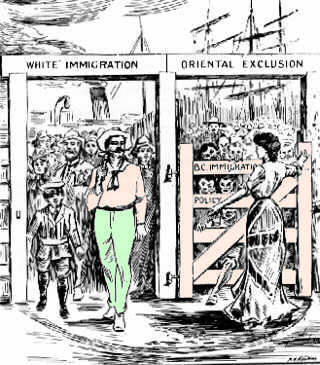 WHITE IMMIGRATION
ORIENTAL EXCLUSION
B.C. IMMIGRATION
POLICY